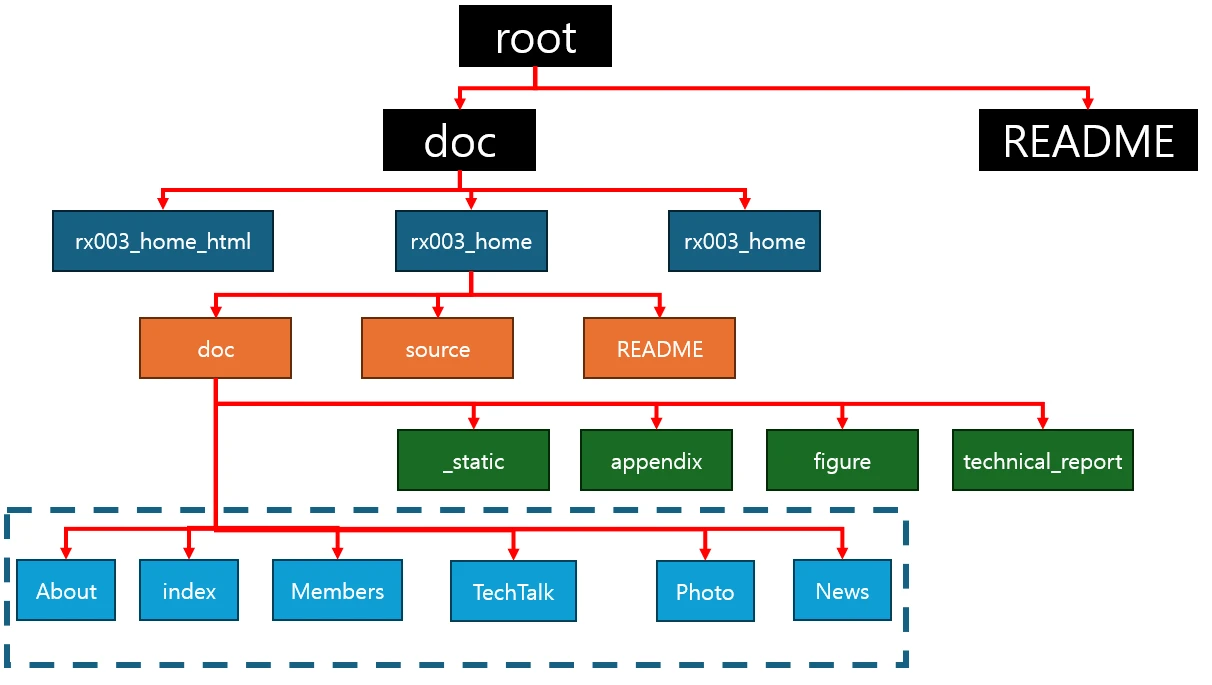 root
doc
README
rx003_home_html
rx003_home
rx003_home
doc
source
README
_static
appendix
figure
technical_report
About
index
Members
TechTalk
Photo
News